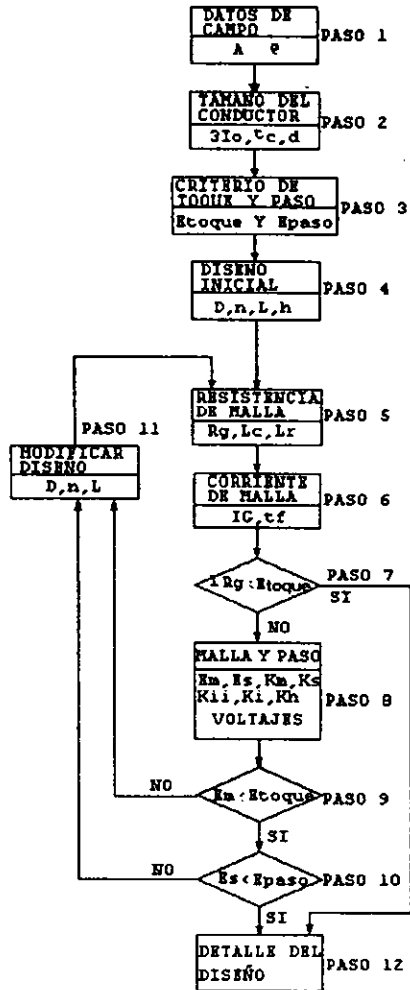 DATOS DE
CAMPO
A ρ
PASO 1
TAMAÑO DEL
CONDUCTOR
3Io,tc,d
PASO 2
CRITERIO DE
TOQUE Y PASO
Etoque Y Epaso
PASO 3
DISEÑO
INICIAL
D,n,L,h
PASO 4
RESISTENCIA
DE MALLA
Rg,Lc,Lr
PASO 5
PASO 11
MODIFICAR
DISEÑO
D,n,L
CORRIENTE
DE MALLA
IG,tf
PASO 6
I Rg<Etoque
PASO 7
SI
NO
MALLA Y PASO
Em,Es,Km,Ks
Kii,Ki,Kh
VOLTAJES
PASO 8
NO
Em<Etoque
PASO 9
SI
NO
Es<Epaso
PASO 10
SI
DETALLE DEL
DISEÑO
PASO 12